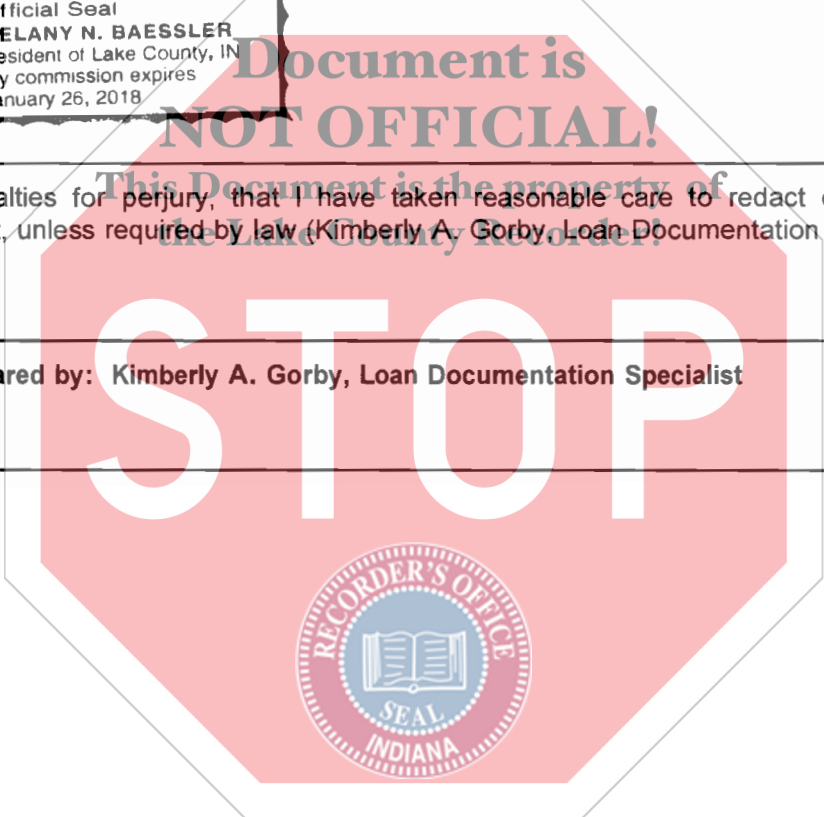 fficial Seal
ELANY N. BAESSLER
esident of Lake County, IN
y commission expires
anuary 26, 2018
Document is
NOT OFFICIAL!
This Document is the property of
the Lake County Recorder!
alties for perjury, that I have taken reasonable care to redact
, unless required by law (Kimberly A. Gorby, Loan Documentation
ared by: Kimberly A. Gorby, Loan Documentation Specialist
STOP
RECORDER'S OFFICE
SEAL
INDIANA